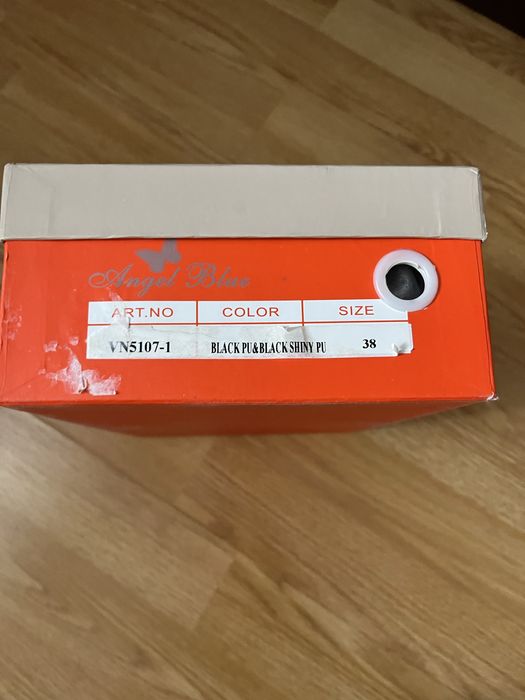 Angel Blue
ART.NO COLOR SIZE
VN5107-1 BLACK PU&BLACK SHINY PU 38